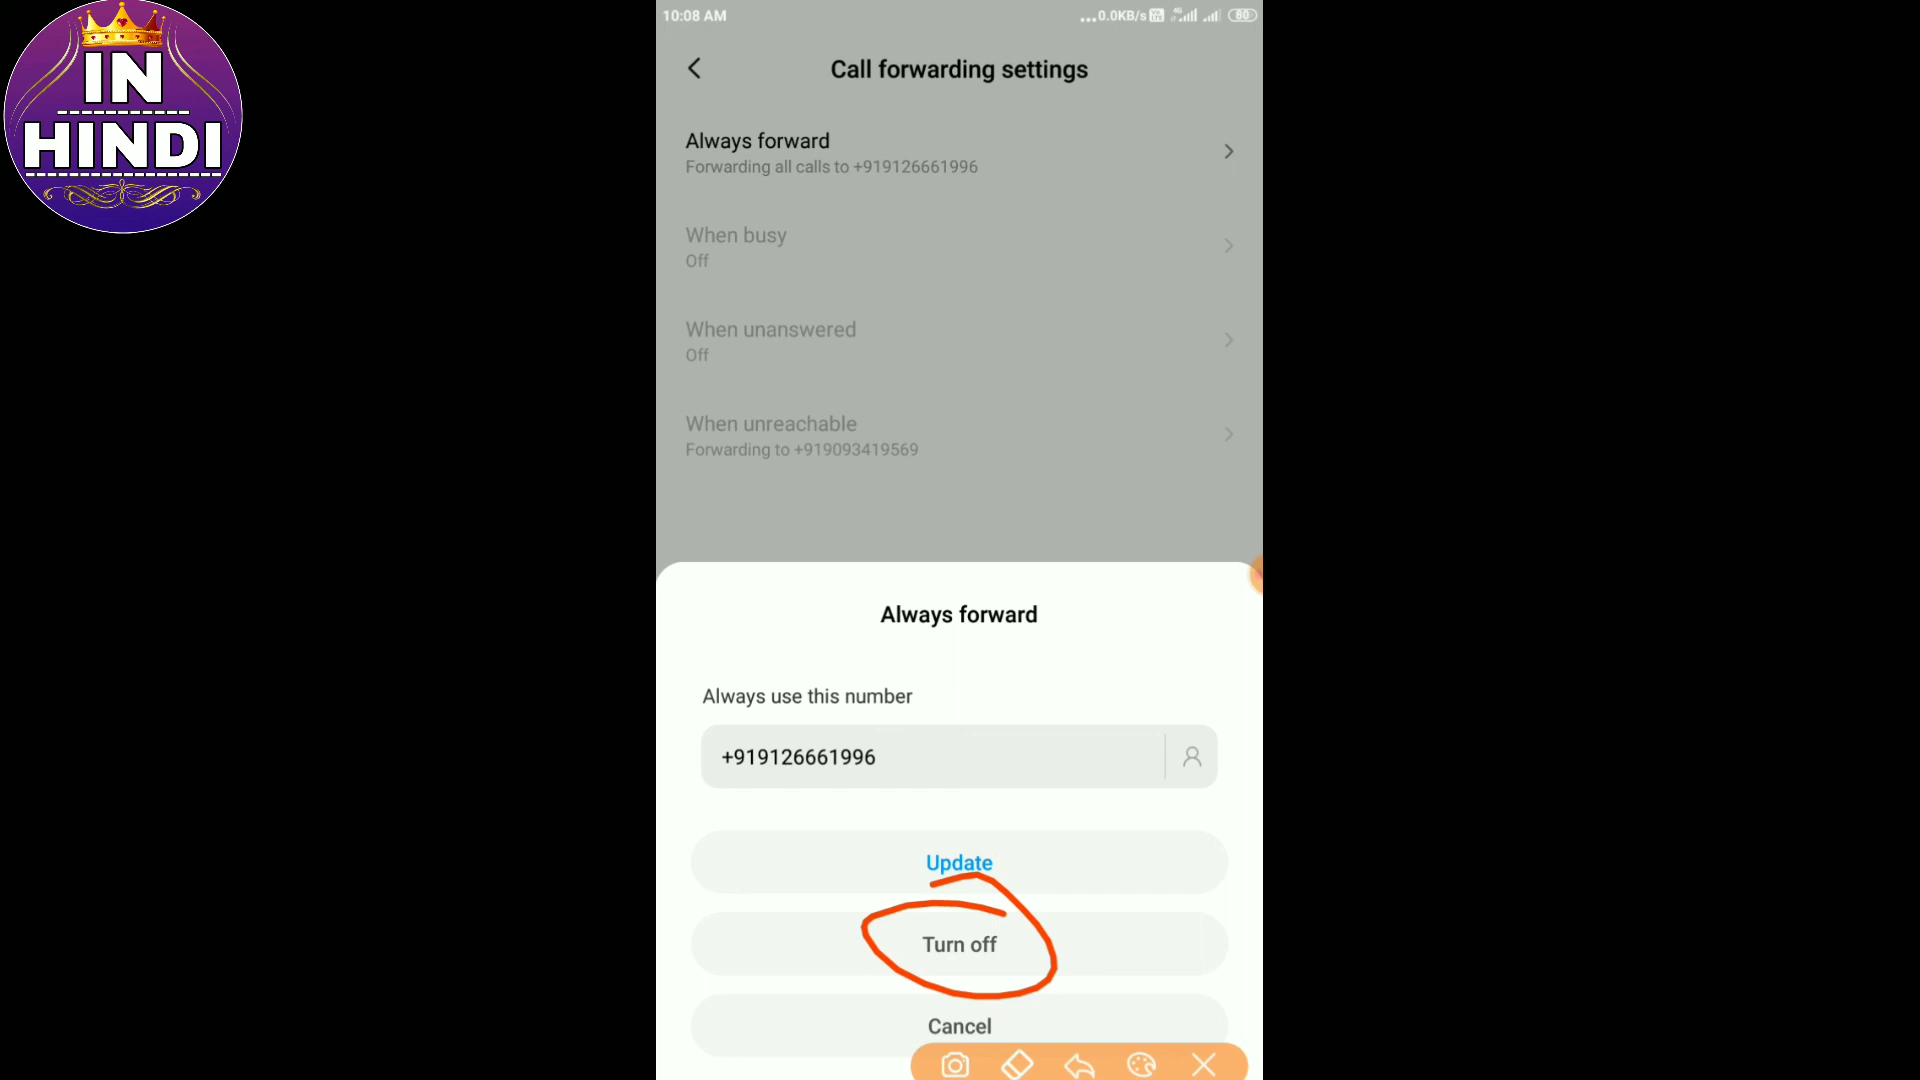 IN
HINDI
10:08 AM
...0.0KB/s 4G 80
Call forwarding settings
Always forward
Forwarding all calls to +919126661996
When busy
Off
When unanswered
Off
When unreachable
Forwarding to +919093419569
Always forward
Always use this number
+919126661996
Update
Turn off
Cancel